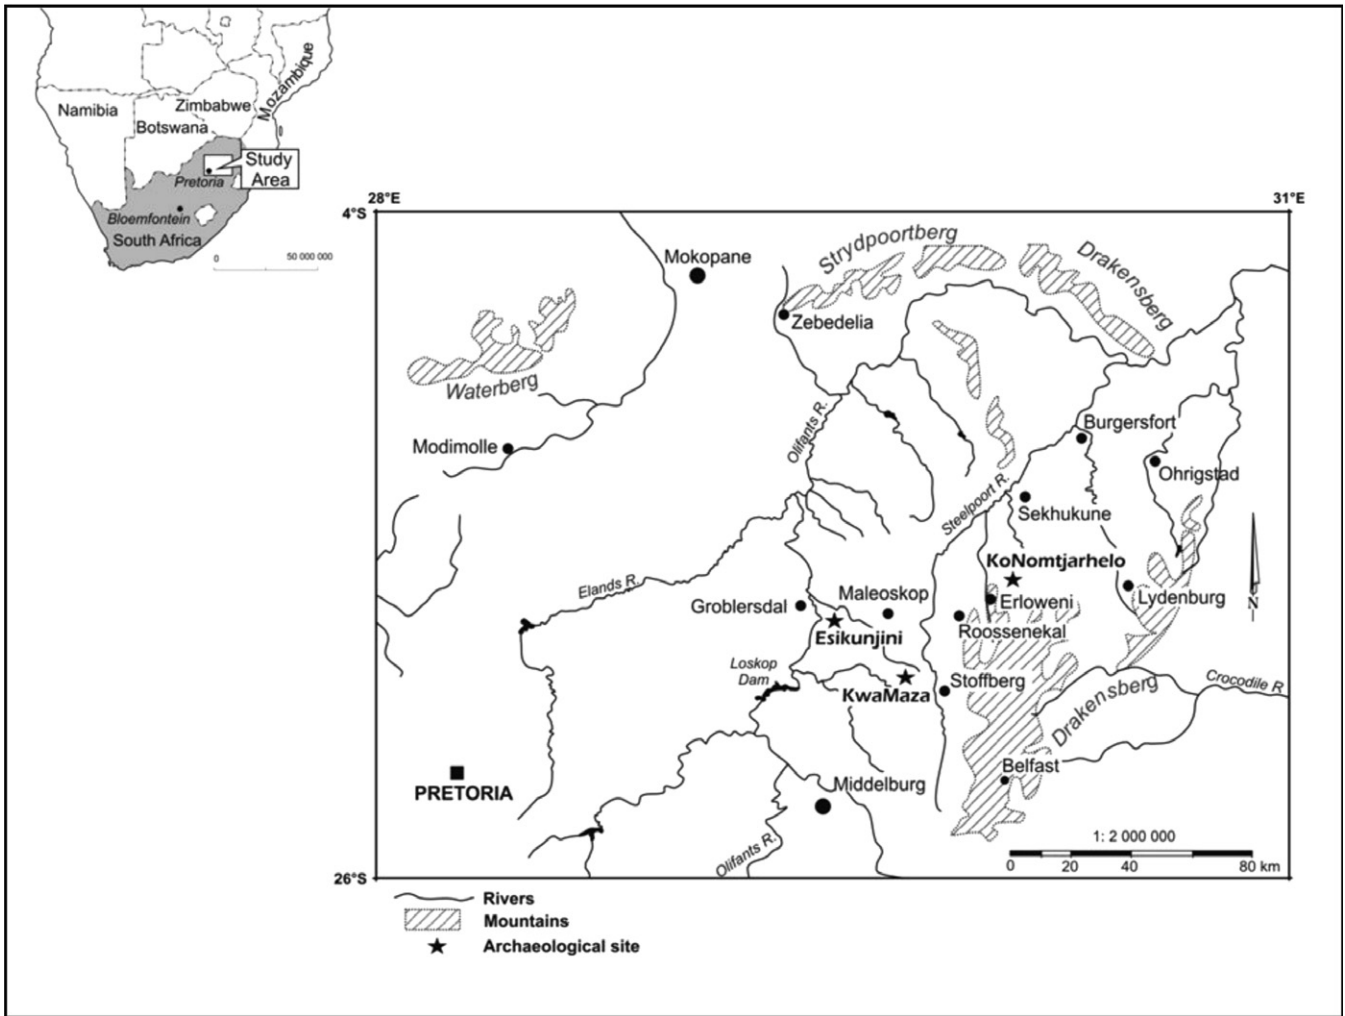 Namibia
Zimbabwe
Mozambique
Botswana
Study
Area
Pretoria
Bloemfontein
South Africa
0
50 000 000
28°E
31°E
4°S
Mokopane
Strydpoortberg
Drakensberg
Zebedelia
Waterberg
Modimolle
Olifants R.
Burgersfort
Ohrigstad
Steelpoort R.
Sekhukune
KoNomtjarhelo
Elands R.
Groblersdal
Maleoskop
Erloweni
Lydenburg
N
Esikunjini
Roossenekal
Loskop
Dam
KwaMaza
Stoffberg
Drakensberg
Crocodile R
PRETORIA
Belfast
Middelburg
Olifants R.
1: 2 000 000
0 20 40 80 km
26°S
Rivers
Mountains
Archaeological site